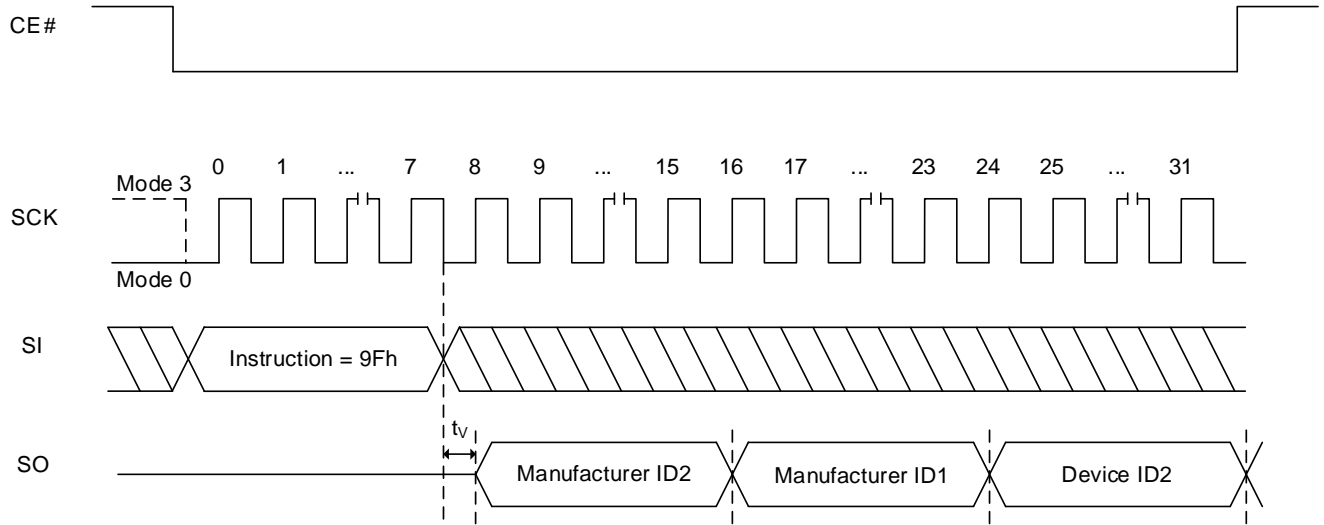 CE#
0 1 ... 7 8 9 ... 15 16 17 ... 23 24 25 ... 31
Mode 3
SCK
Mode 0
SI
Instruction = 9Fh
tV
SO
Manufacturer ID2
Manufacturer ID1
Device ID2